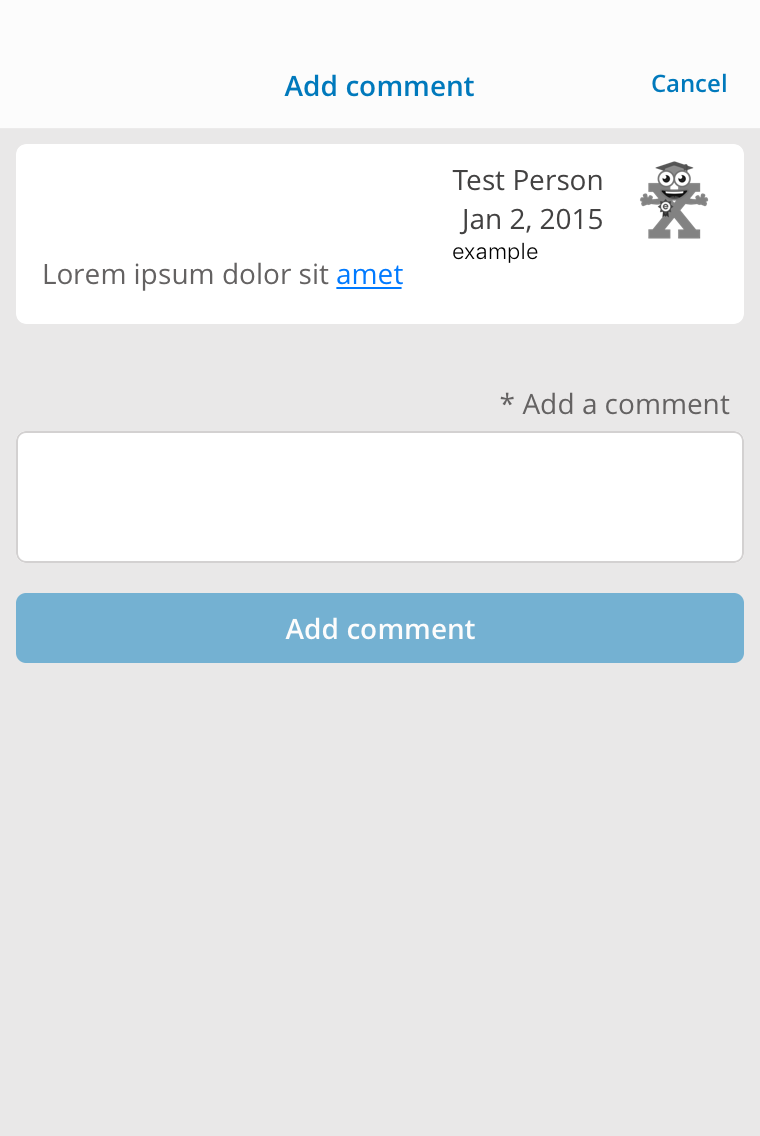 Add comment
Cancel
Test Person
Jan 2, 2015
example
Lorem ipsum dolor sit amet
* Add a comment
Add comment